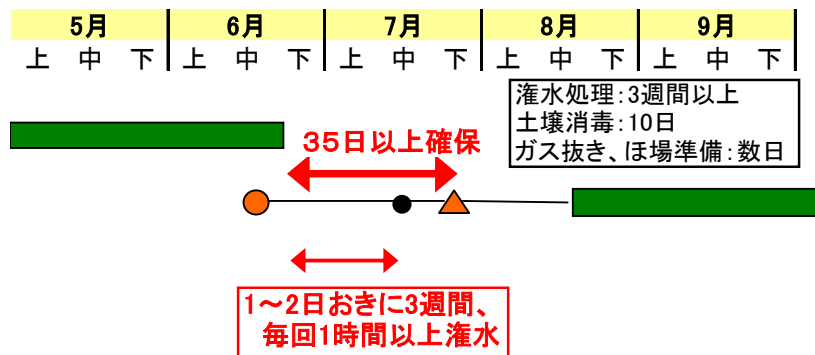 5月 6月 7月 8月 9月
上 中 下 上 中 下 上 中 下 上 中 下 上 中 下
潅水処理:3週間以上
土壌消毒:10日
ガス抜き、ほ場準備:数日
35日以上確保
1～2日おきに3週間、
毎回1時間以上潅水